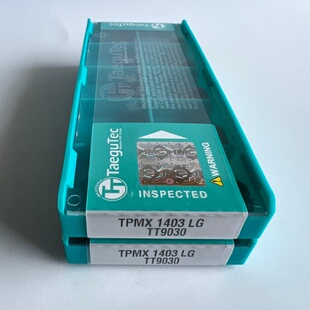 TaeguTec
TaeguTec
WARNING
INSPECTED
TPMX 1403 LG
TT9030
TPMX 1403 LG
TT9030